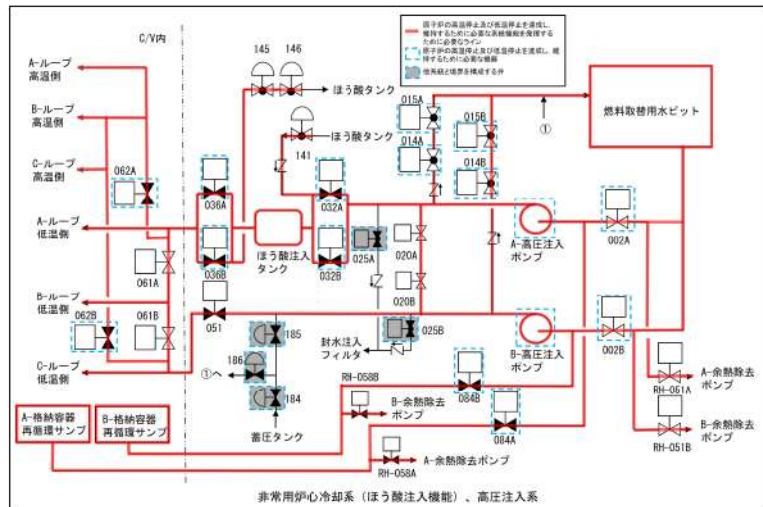 C/V内
A-ループ
高温側
B-ループ
高温側
C-ループ
高温側
062A
A-ループ
低温側
061A
B-ループ
低温側
062B
061B
C-ループ
低温側
A-格納容器
再循環サンプ
B-格納容器
再循環サンプ
145
146
ほう酸タンク
ほう酸タンク
141
036A
036B
ほう酸注入
タンク
032A
032B
051
025A
020A
020B
025B
封水注入
フィルタ
185
186
①へ
184
蓄圧タンク
015A
014A
015B
014B
①
原子炉の高温停止及び低温停止を達成し、
維持するために必要な系統機能を発揮する
ために必要なライン
原子炉の高温停止及び低温停止を達成し、維
持するために必要な機器
他系統と境界を構成する弁
燃料取替用水ピット
A-高圧注入
ポンプ
002A
B-高圧注入
ポンプ
002B
RH-058B
B-余熱除去
ポンプ
084B
084A
RH-058A
A-余熱除去ポンプ
A-余熱除去
ポンプ
RH-051A
B-余熱除去
ポンプ
RH-051B
非常用炉心冷却系（ほう酸注入機能）、高圧注入系